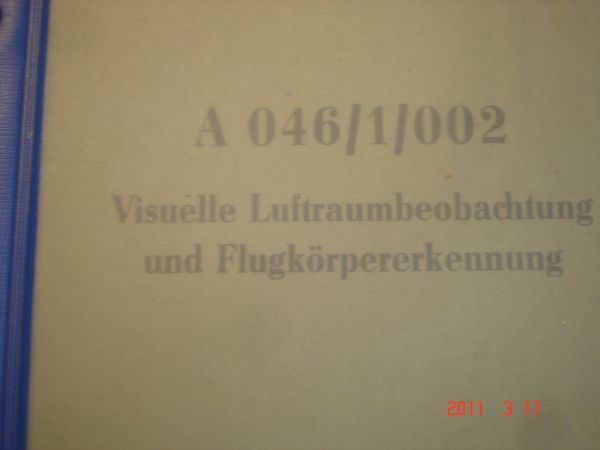 A 046/1/002
Visuelle Luftraumbeobachtung
und Flugkörpererkennung
2011 3 17